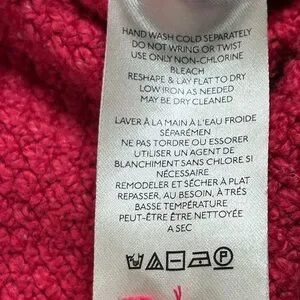 HAND WASH COLD SEPARATELY
DO NOT WRING OR TWIST
USE ONLY NON-CHLORINE
BLEACH
RESHAPE & LAY FLAT TO DRY
LOW IRON AS NEEDED
MAY BE DRY CLEANED
LAVER À LA MAIN À L'EAU FROIDE
SÉPARÉMEN
NE PAS TORDRE OU ESSORER
UTILISER UN AGENT DE
BLANCHIMENT SANS CHLORE SI
NÉCESSAIRE
REMODELER ET SÉCHER À PLAT
REPASSER, AU BESOIN, À TRÈS
BASSE TEMPÉRATURE
PEUT-ÊTRE ÊTRE NETTOYÉE
A SEC
P